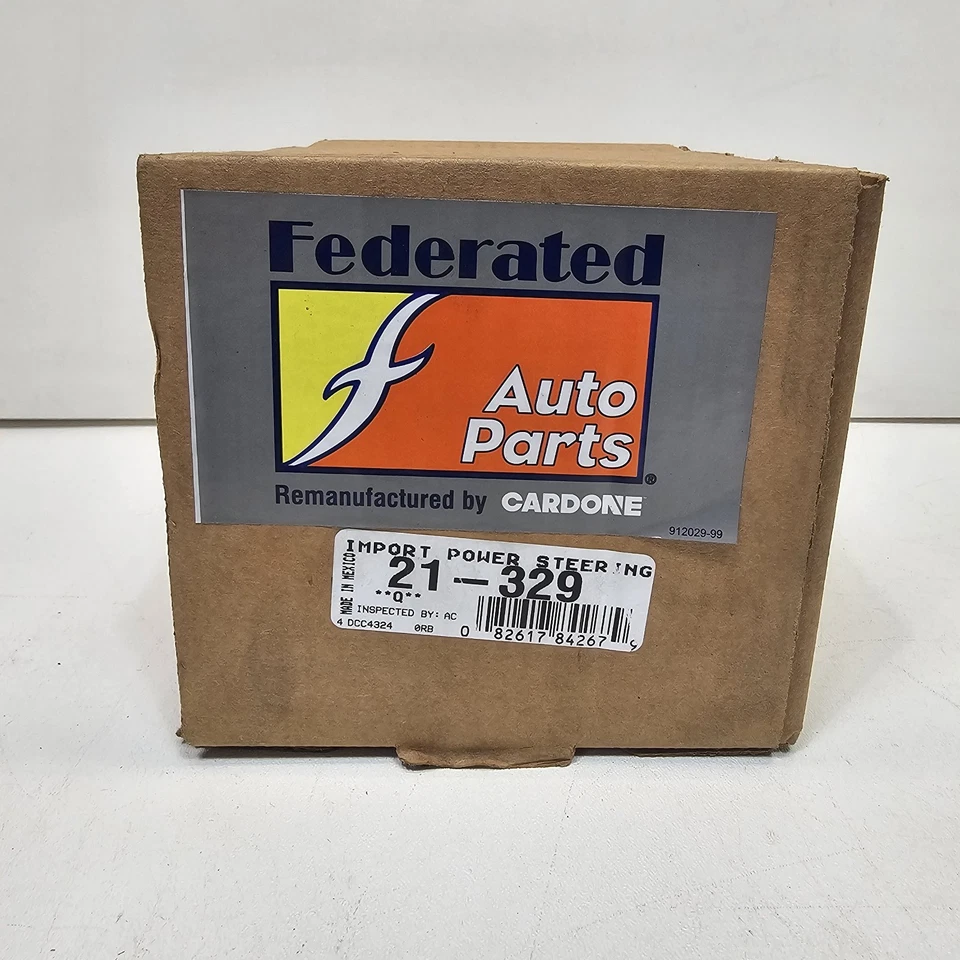 Federated
f Auto
Parts®
Remanufactured by CARDONE
912029-99
IMPORT POWER STEERING
MADE IN MEXICO
21-329
**Q**
INSPECTED BY: AC
4 DCC4324 0RB
0 82617 84267